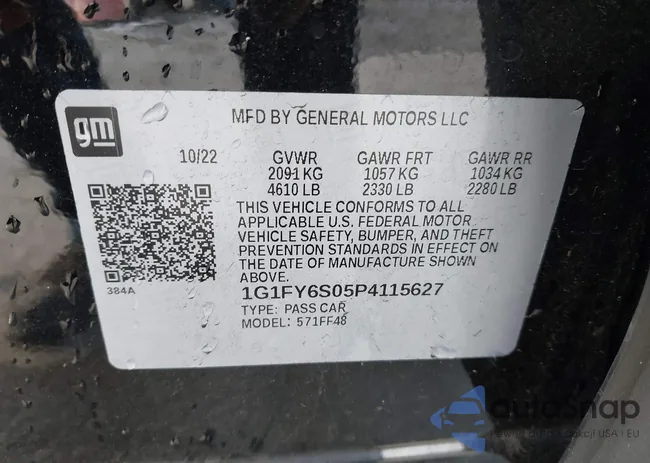 gm
MFD BY GENERAL MOTORS LLC
10/22 GVWR GAWR FRT GAWR RR
2091 KG 1057 KG 1034 KG
4610 LB 2330 LB 2280 LB
THIS VEHICLE CONFORMS TO ALL
APPLICABLE U.S. FEDERAL MOTOR
VEHICLE SAFETY, BUMPER, AND THEFT
PREVENTION STANDARDS IN EFFECT ON
THE DATE OF MANUFACTURE SHOWN
ABOVE.
384A
1G1FY6S05P4115627
TYPE: PASS CAR
MODEL: 571FF48
autoSnap
USA i EU